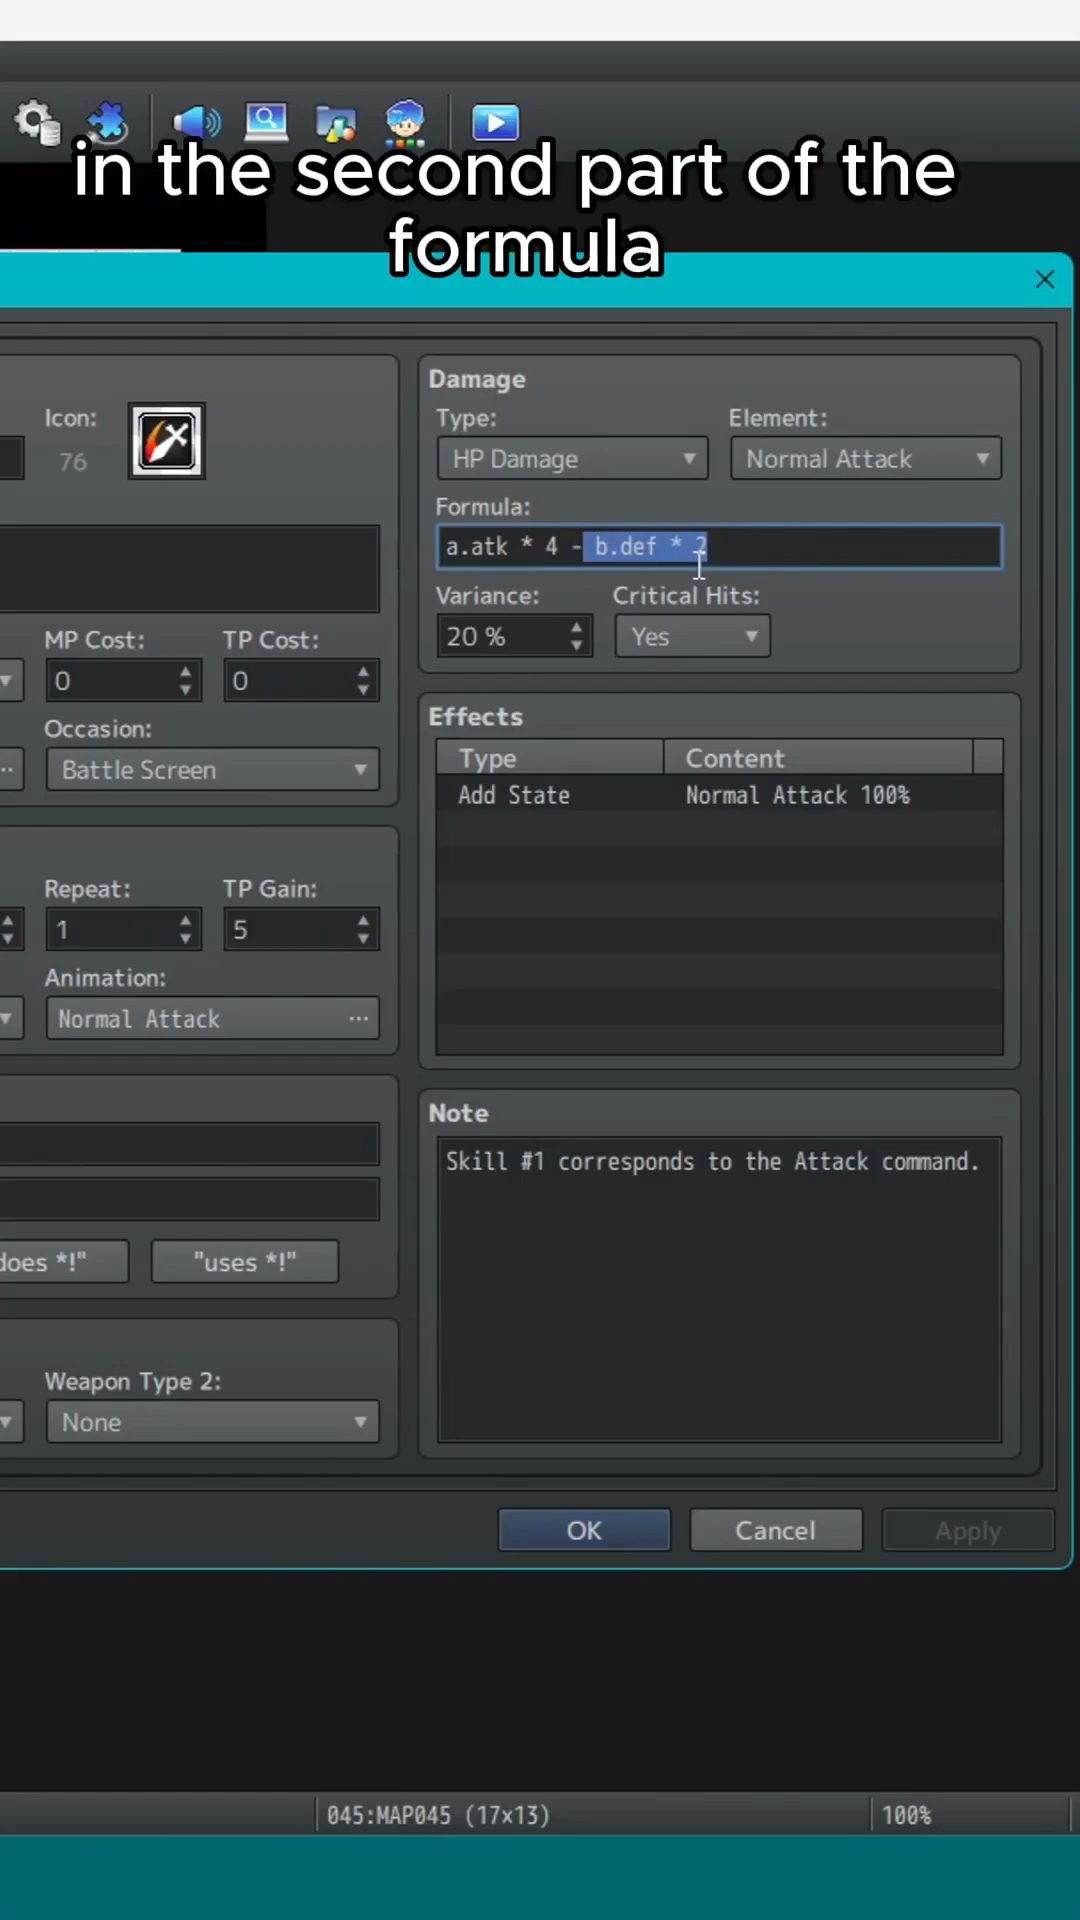 in the second part of the
formula
Damage
Icon:
Type:
Element:
76
HP Damage
Normal Attack
Formula:
a.atk * 4 - b.def * 2
Variance:
Critical Hits:
20 %
Yes
MP Cost:
TP Cost:
0
0
Effects
Occasion:
Type
Content
Battle Screen
Add State
Normal Attack 100%
Repeat:
TP Gain:
1
5
Animation:
Normal Attack
...
Note
Skill #1 corresponds to the Attack command.
does *!"
"uses *!"
Weapon Type 2:
None
OK
Cancel
Apply
045:MAP045 (17x13)
100%